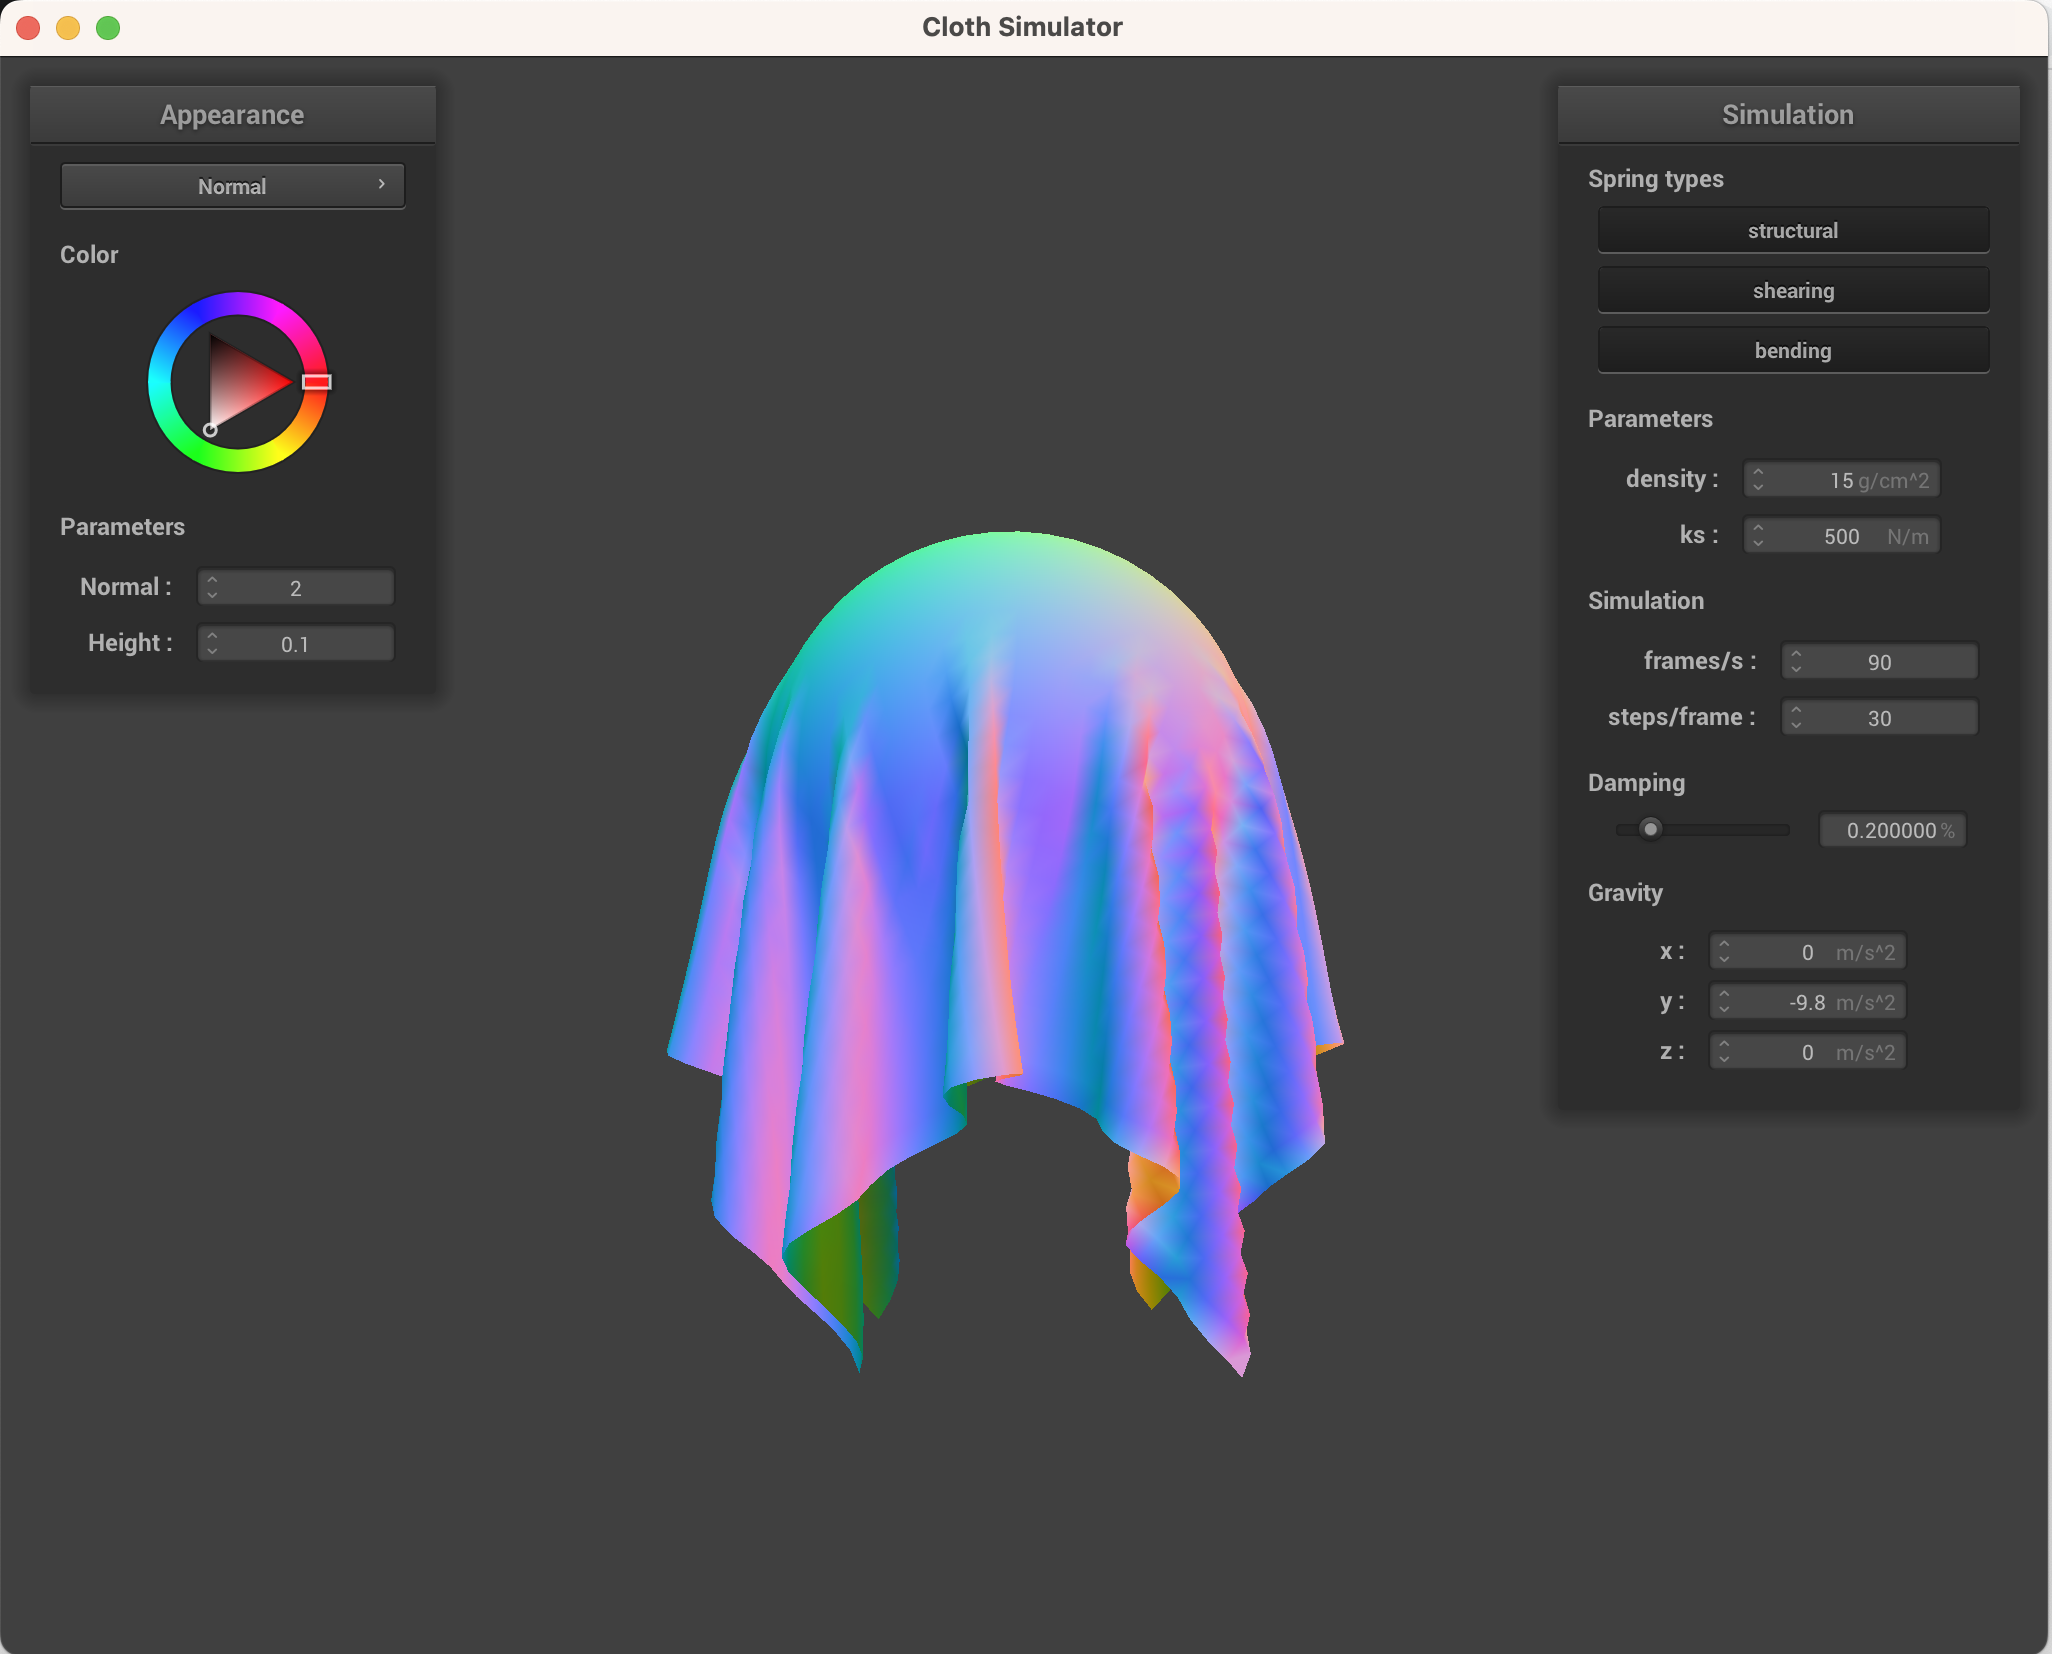 Cloth Simulator
Appearance
Normal
Color
Parameters
Normal : 2
Height : 0.1
Simulation
Spring types
structural
shearing
bending
Parameters
density : 15 g/cm^2
ks : 500 N/m
Simulation
frames/s : 90
steps/frame : 30
Damping
0.200000 %
Gravity
x : 0 m/s^2
y : -9.8 m/s^2
z : 0 m/s^2